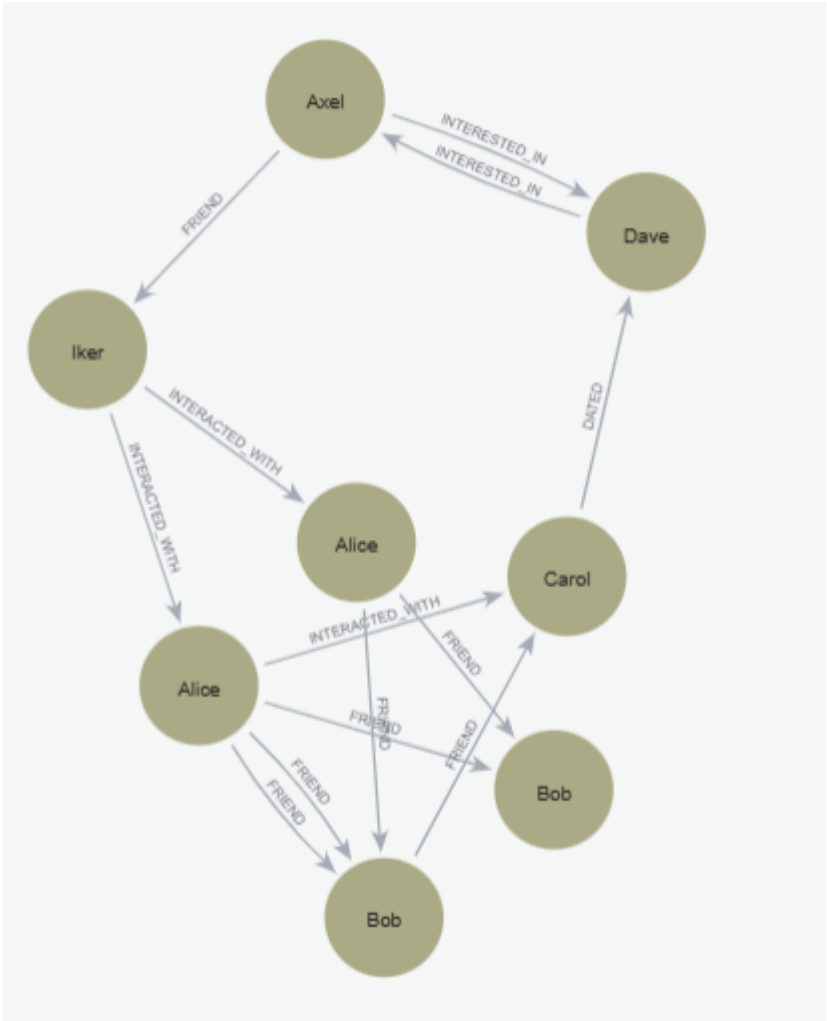 Axel
INTERESTED_IN
INTERESTED_IN
FRIEND
Dave
Iker
DATED
INTERACTED_WITH
INTERACTED_WITH
Alice
Carol
INTERACTED_WITH
FRIEND
Alice
FRIEND
FRIEND
FRIEND
FRIEND
FRIEND
Bob
Bob